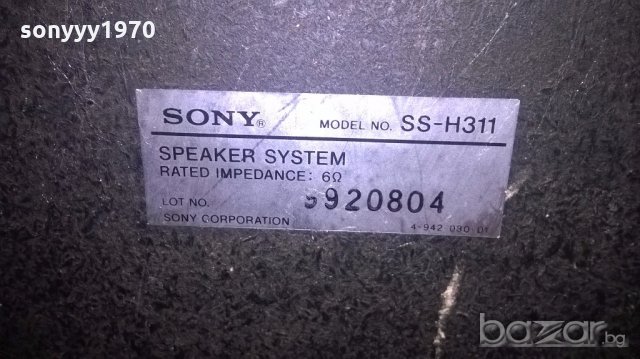 sonyyy1970
SONY® MODEL NO. SS-H311
SPEAKER SYSTEM
RATED IMPEDANCE: 6Ω
LOT NO. 5920804
SONY CORPORATION
4-942 030 01
bazar.bg